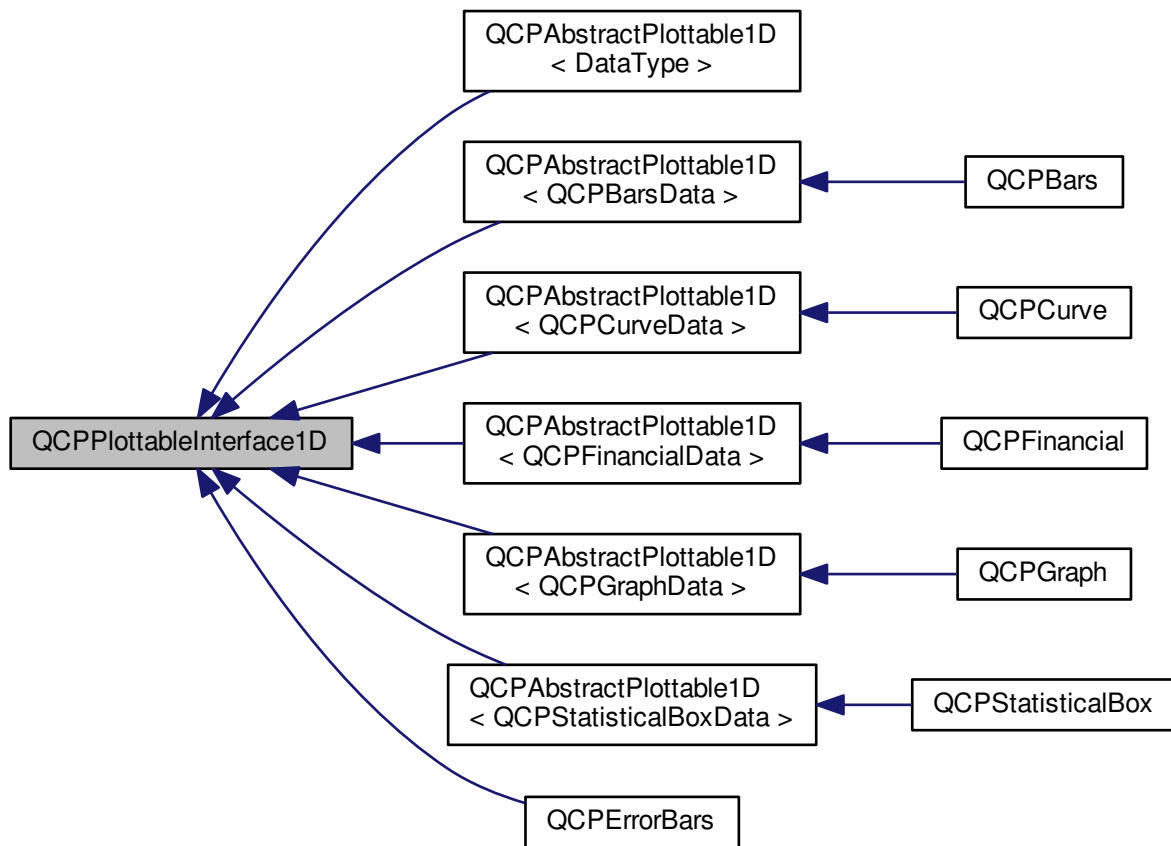 QCPAbstractPlottable1D
< DataType >
QCPAbstractPlottable1D
< QCPBarsData >
QCPBars
QCPAbstractPlottable1D
< QCPCurveData >
QCPCurve
QCPPlottableInterface1D
QCPAbstractPlottable1D
< QCPFinancialData >
QCPFinancial
QCPAbstractPlottable1D
< QCPGraphData >
QCPGraph
QCPAbstractPlottable1D
< QCPStatisticalBoxData >
QCPStatisticalBox
QCPErrorBars